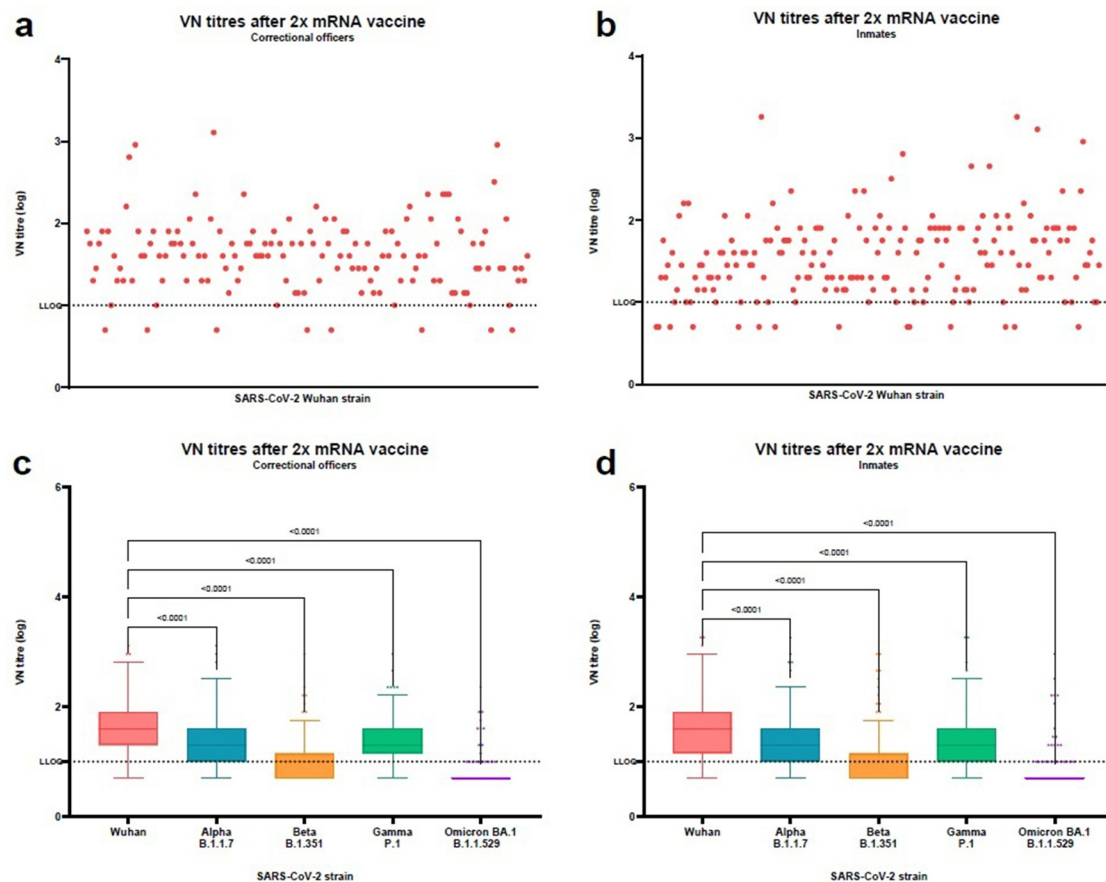 a
VN titres after 2x mRNA vaccine
Correctional officers
4
3
2
LLOG
1
0
VN titre (log)
SARS-CoV-2 Wuhan strain
b
VN titres after 2x mRNA vaccine
Inmates
4
3
2
LLOG
1
0
VN titre (log)
SARS-CoV-2 Wuhan strain
c
VN titres after 2x mRNA vaccine
Correctional officers
6
4
2
LLOG
0
VN titre (log)
<0.0001
<0.0001
<0.0001
<0.0001
Wuhan
Alpha
B.1.1.7
Beta
B.1.351
Gamma
P.1
Omicron BA.1
B.1.1.529
SARS-CoV-2 strain
d
VN titres after 2x mRNA vaccine
Inmates
6
4
2
LLOG
0
VN titre (log)
<0.0001
<0.0001
<0.0001
<0.0001
Wuhan
Alpha
B.1.1.7
Beta
B.1.351
Gamma
P.1
Omicron BA.1
B.1.1.529
SARS-CoV-2 strain